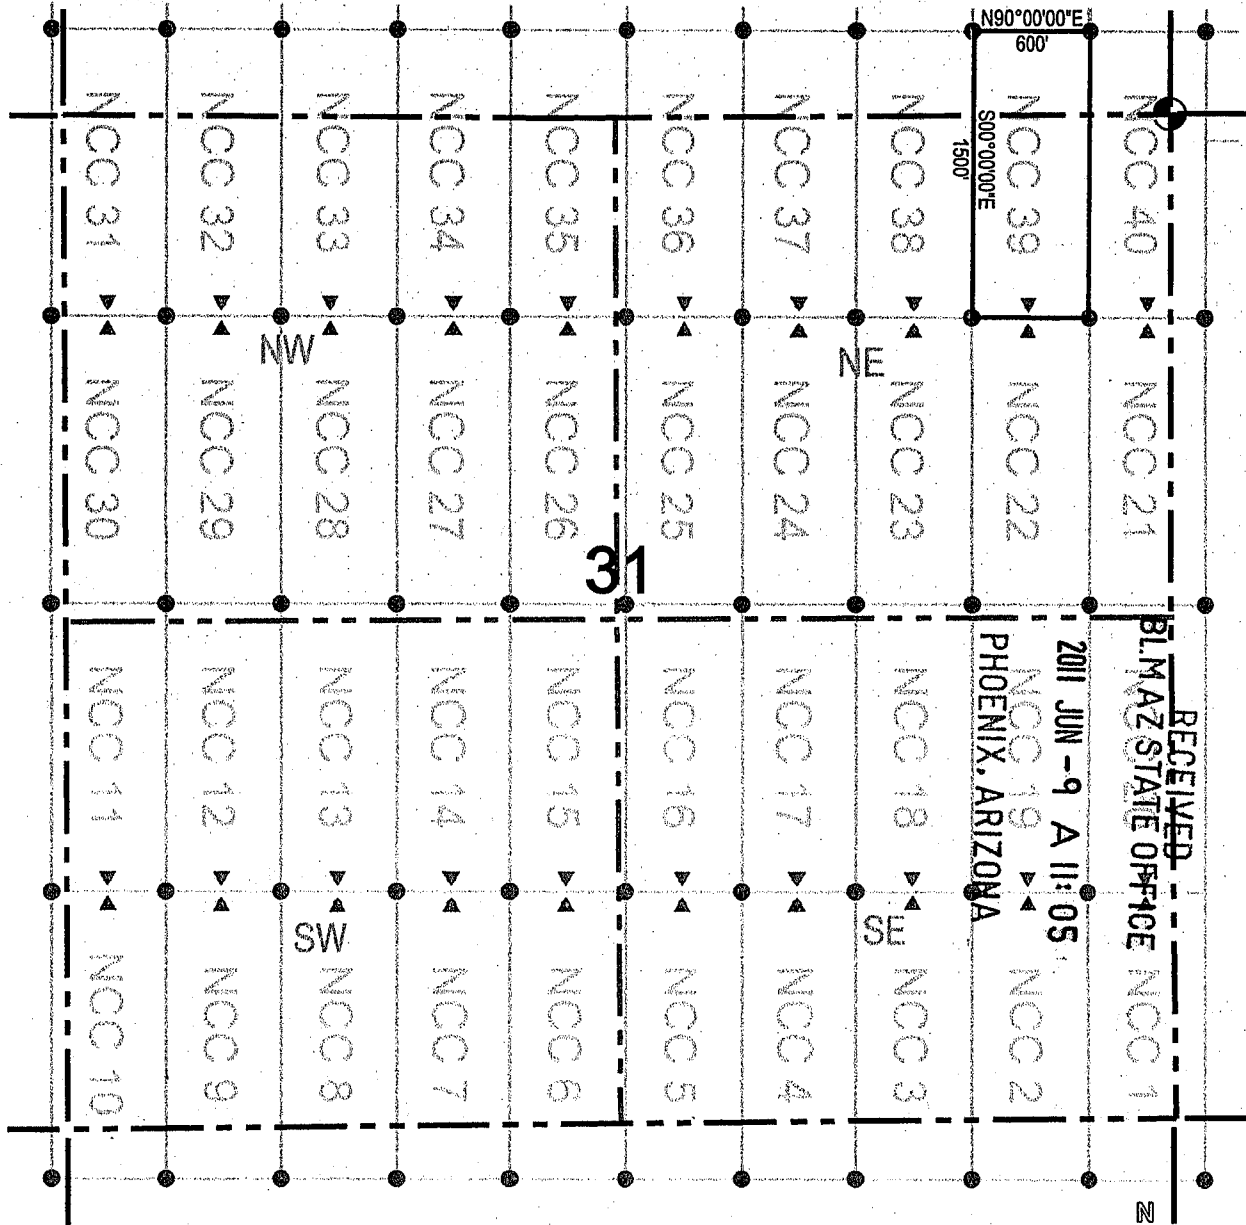 N90°00'00"E
600'
S00°00'00"E
1500'
NCC 31
NCC 32
NCC 33
NCC 34
NCC 35
NCC 36
NCC 37
NCC 38
NCC 39
NCC 40
NW
NE
NCC 30
NCC 29
NCC 28
NCC 27
NCC 26
NCC 25
NCC 24
NCC 23
NCC 22
NCC 21
31
NCC 11
NCC 12
NCC 13
NCC 14
NCC 15
NCC 16
NCC 17
NCC 18
NCC 19
RECEIVED
BLM AZ STATE OFFICE
2011 JUN -9 A 11: 05
PHOENIX, ARIZONA
SW
SE
NCC 10
NCC 9
NCC 8
NCC 7
NCC 6
NCC 5
NCC 4
NCC 3
NCC 2
NCC 1
N